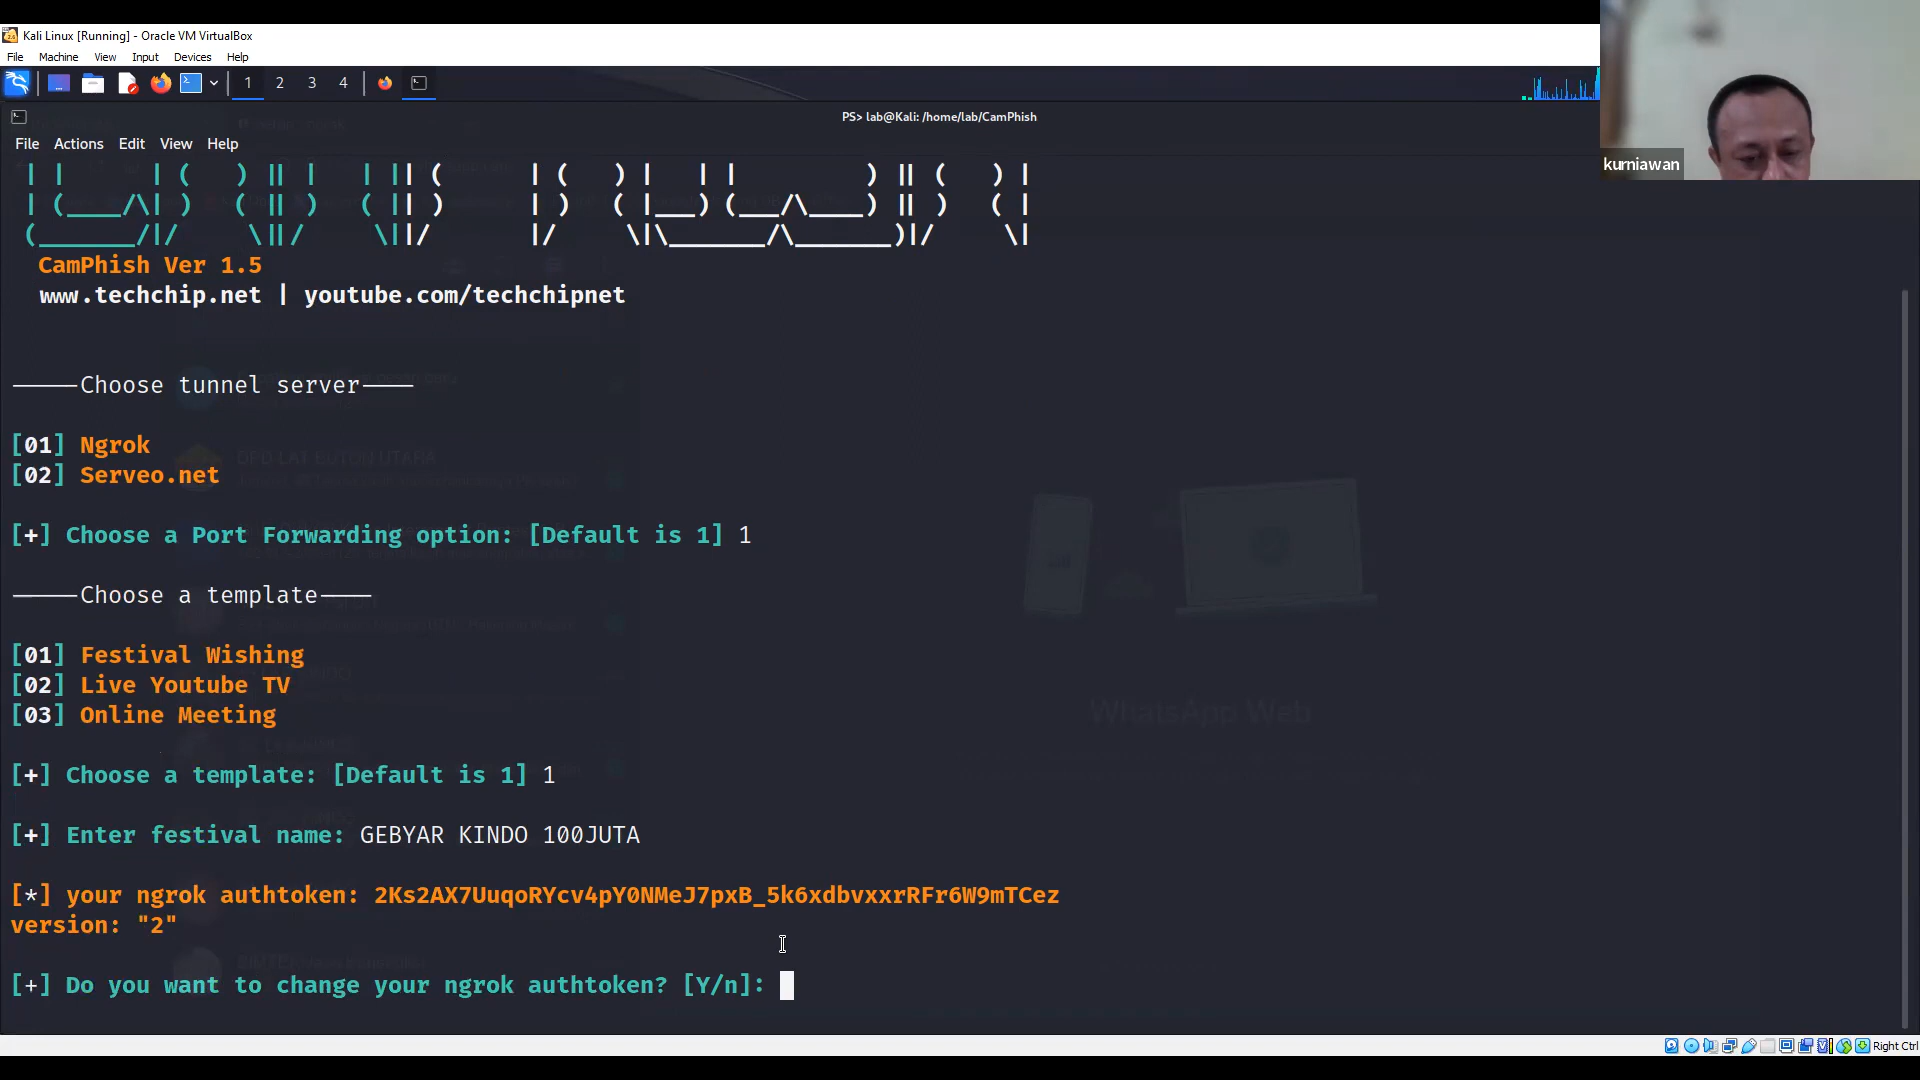 Kali Linux [Running] - Oracle VM VirtualBox
File Machine View Input Devices Help
1 2 3 4
PS> lab@Kali: /home/lab/CamPhish
File Actions Edit View Help
kurniawan
CamPhish Ver 1.5
www.techchip.net | youtube.com/techchipnet
Choose tunnel server
[01] Ngrok
[02] Serveo.net
[+] Choose a Port Forwarding option: [Default is 1] 1
Choose a template
[01] Festival Wishing
[02] Live Youtube TV
[03] Online Meeting
WhatsApp Web
[+] Choose a template: [Default is 1] 1
[+] Enter festival name: GEBYAR KINDO 100JUTA
[*] your ngrok authtoken: 2Ks2AX7UuqoRYcv4pY0NMeJ7pxB_5k6xdbvxxrRFr6W9mTCez
version: "2"
[+] Do you want to change your ngrok authtoken? [Y/n]:
Right Ctrl